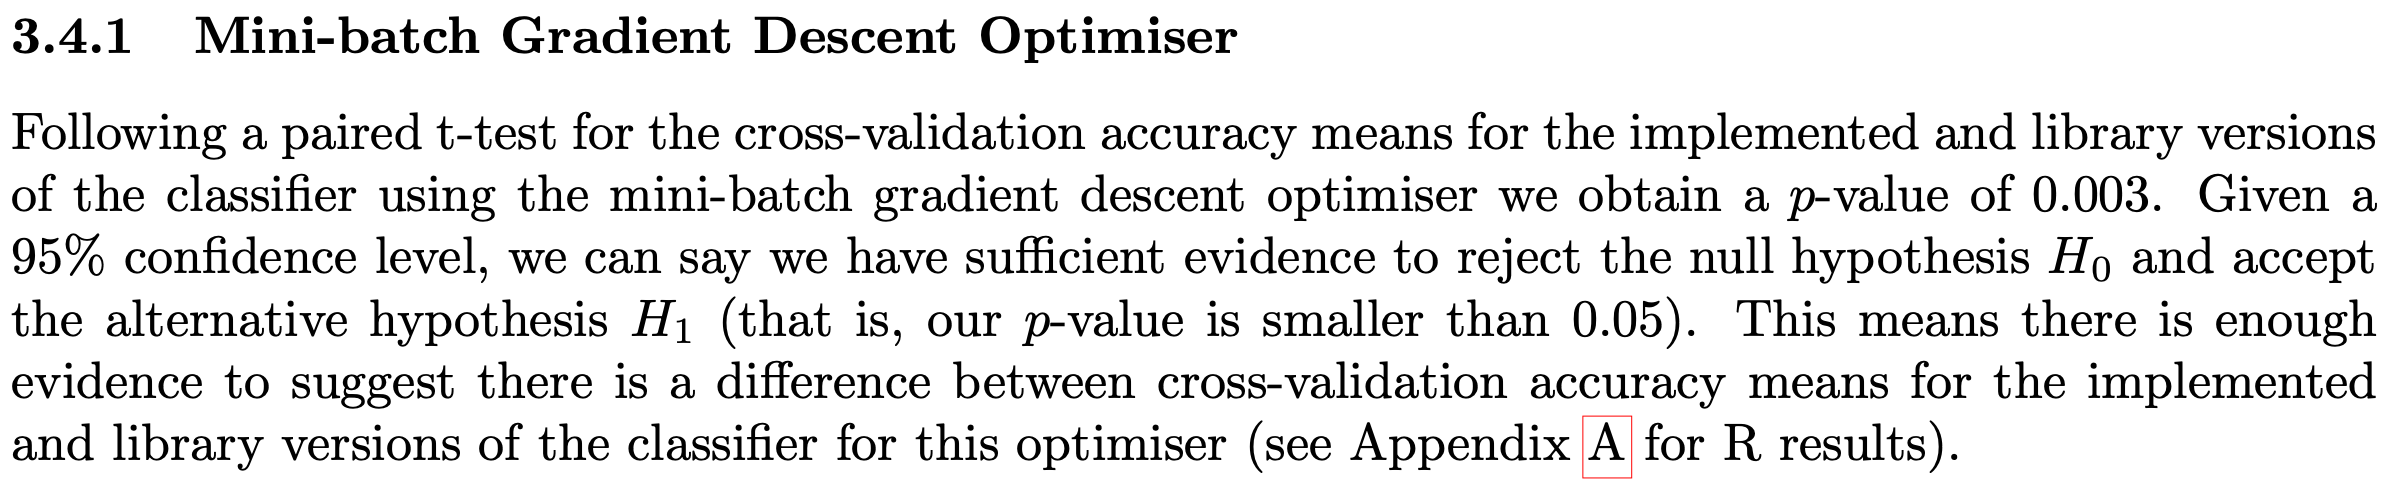 3.4.1 Mini-batch Gradient Descent Optimiser
Following a paired t-test for the cross-validation accuracy means for the implemented and library versions
of the classifier using the mini-batch gradient descent optimiser we obtain a p-value of 0.003. Given a
95% confidence level, we can say we have sufficient evidence to reject the null hypothesis H₀ and accept
the alternative hypothesis H₁ (that is, our p-value is smaller than 0.05). This means there is enough
evidence to suggest there is a difference between cross-validation accuracy means for the implemented
and library versions of the classifier for this optimiser (see Appendix A for R results).